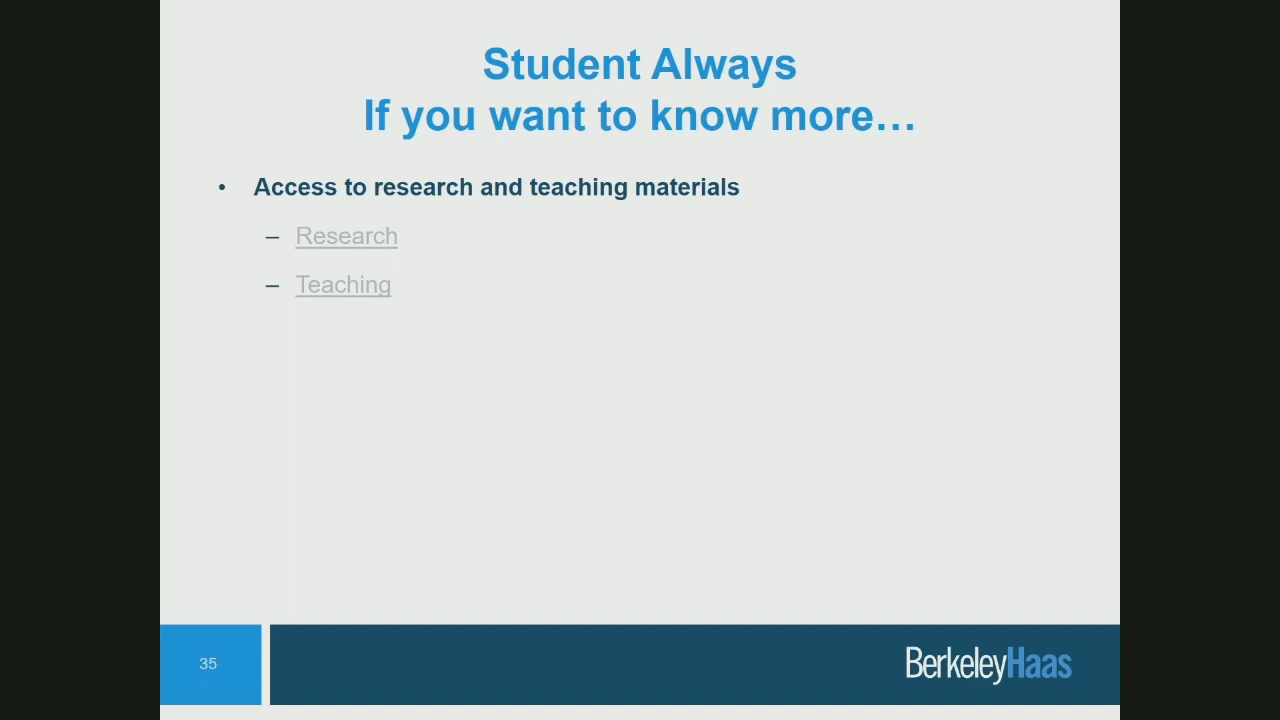 Student Always
If you want to know more…
• Access to research and teaching materials
– Research
– Teaching
35
BerkeleyHaas